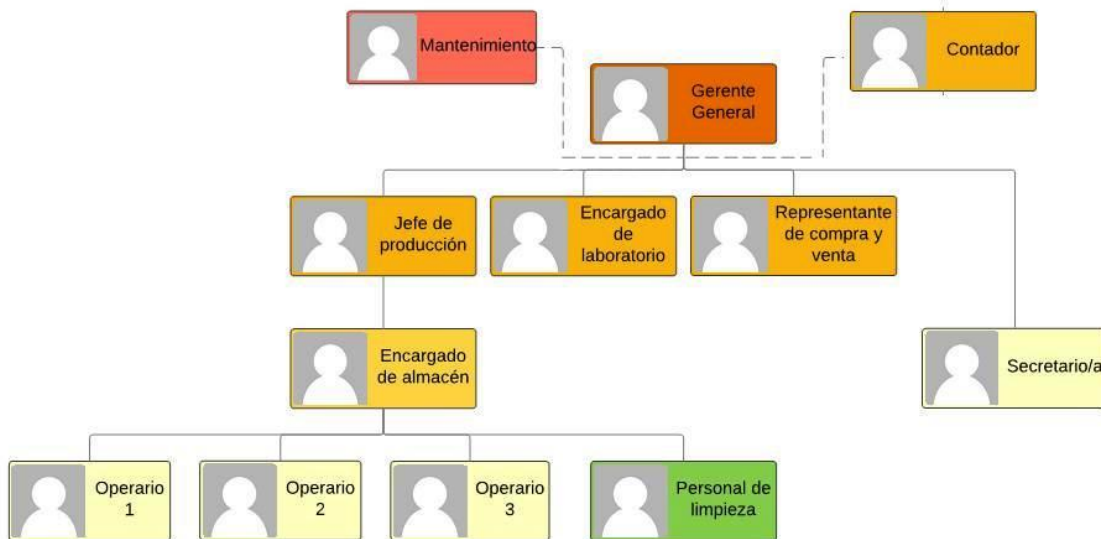 Mantenimiento
Contador
Gerente
General
Jefe de
producción
Encargado
de
laboratorio
Representante
de compra y
venta
Encargado
de almacén
Secretario/a
Operario
1
Operario
2
Operario
3
Personal de
limpieza